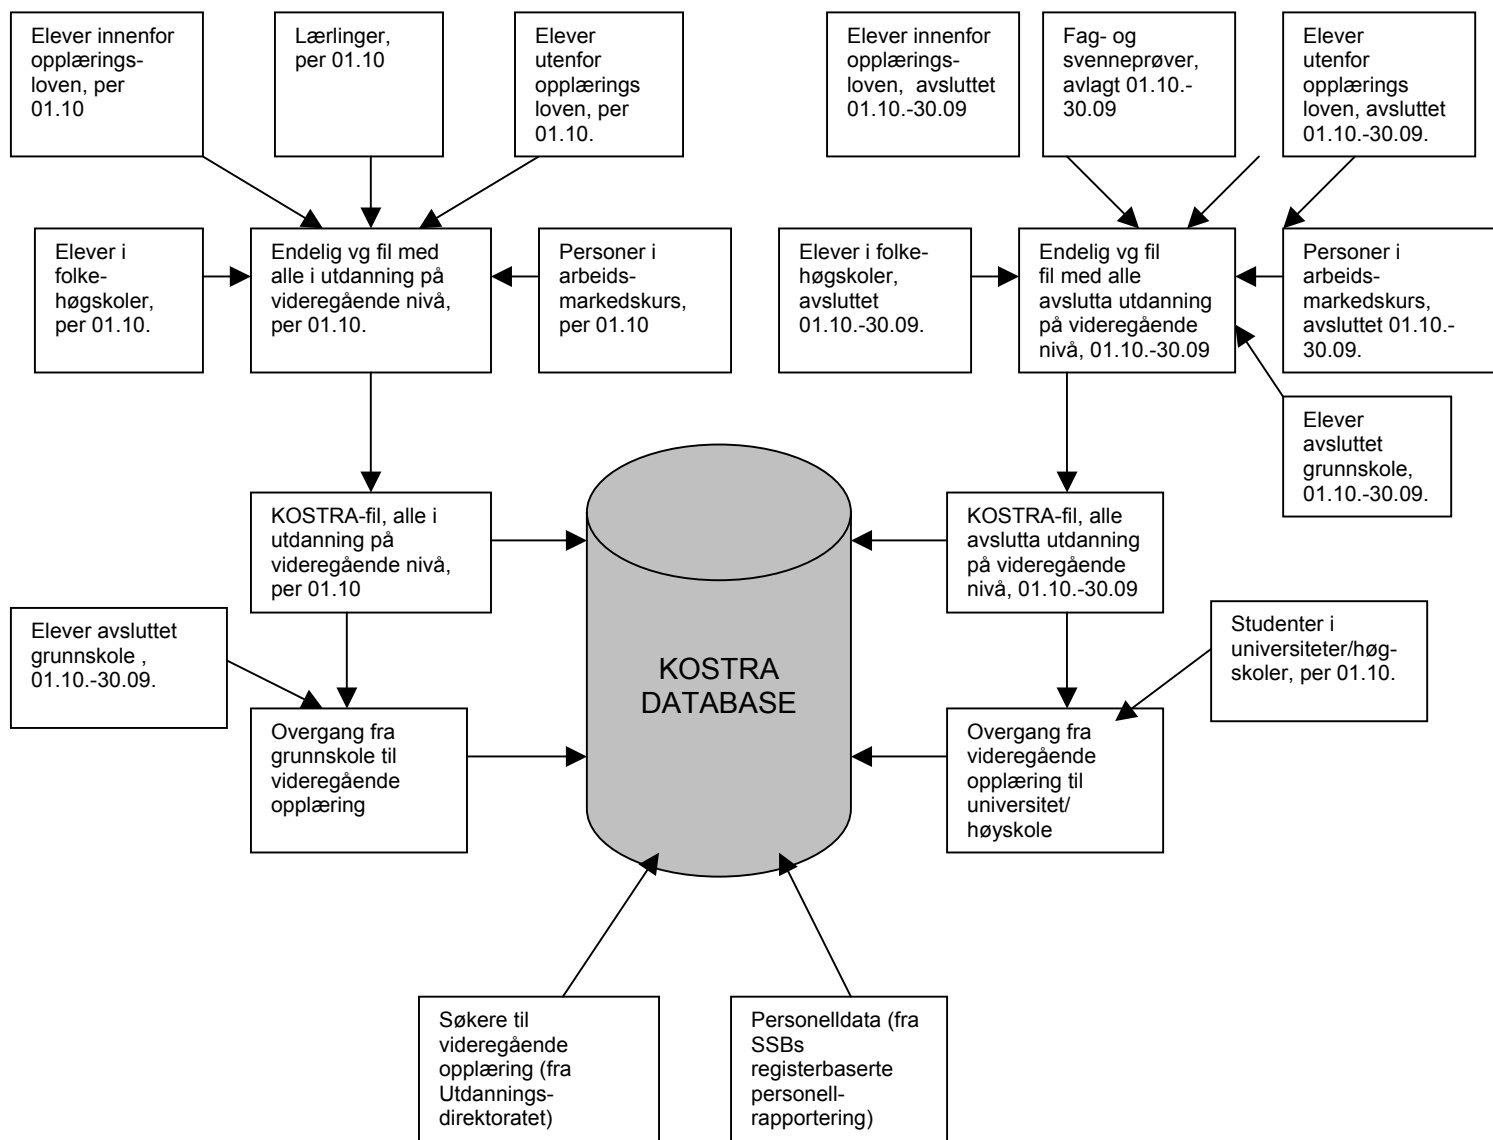 Elever innenfor
opplærings-
loven, per
01.10
Lærlinger,
per 01.10
Elever
utenfor
opplærings
loven, per
01.10.
Elever innenfor
opplærings-
loven,  avsluttet
01.10.-30.09
Fag- og
svenneprøver,
avlagt 01.10.-
30.09
Elever
utenfor
opplærings
loven, avsluttet
01.10.-30.09.
Elever i
folke-
høgskoler,
per 01.10.
Endelig vg fil med
alle i utdanning på
videregående nivå,
per 01.10.
Personer i
arbeids-
markedskurs,
per 01.10
Elever i folke-
høgskoler,
avsluttet
01.10.-30.09.
Endelig vg fil
fil med alle
avslutta utdanning
på videregående
nivå, 01.10.-30.09
Personer i
arbeids-
markedskurs,
avsluttet 01.10.-
30.09.
Elever
avsluttet
grunnskole,
01.10.-30.09.
KOSTRA-fil, alle i
utdanning på
videregående nivå,
per 01.10
KOSTRA-fil, alle
avslutta utdanning
på videregående
nivå, 01.10.-30.09
Elever avsluttet
grunnskole ,
01.10.-30.09.
KOSTRA
DATABASE
Studenter i
universiteter/høg-
skoler, per 01.10.
Overgang fra
grunnskole til
videregående
opplæring
Overgang fra
videregående
opplæring til
universitet/
høyskole
Søkere til
videregående
opplæring (fra
Utdannings-
direktoratet)
Personelldata (fra
SSBs
registerbaserte
personell-
rapportering)